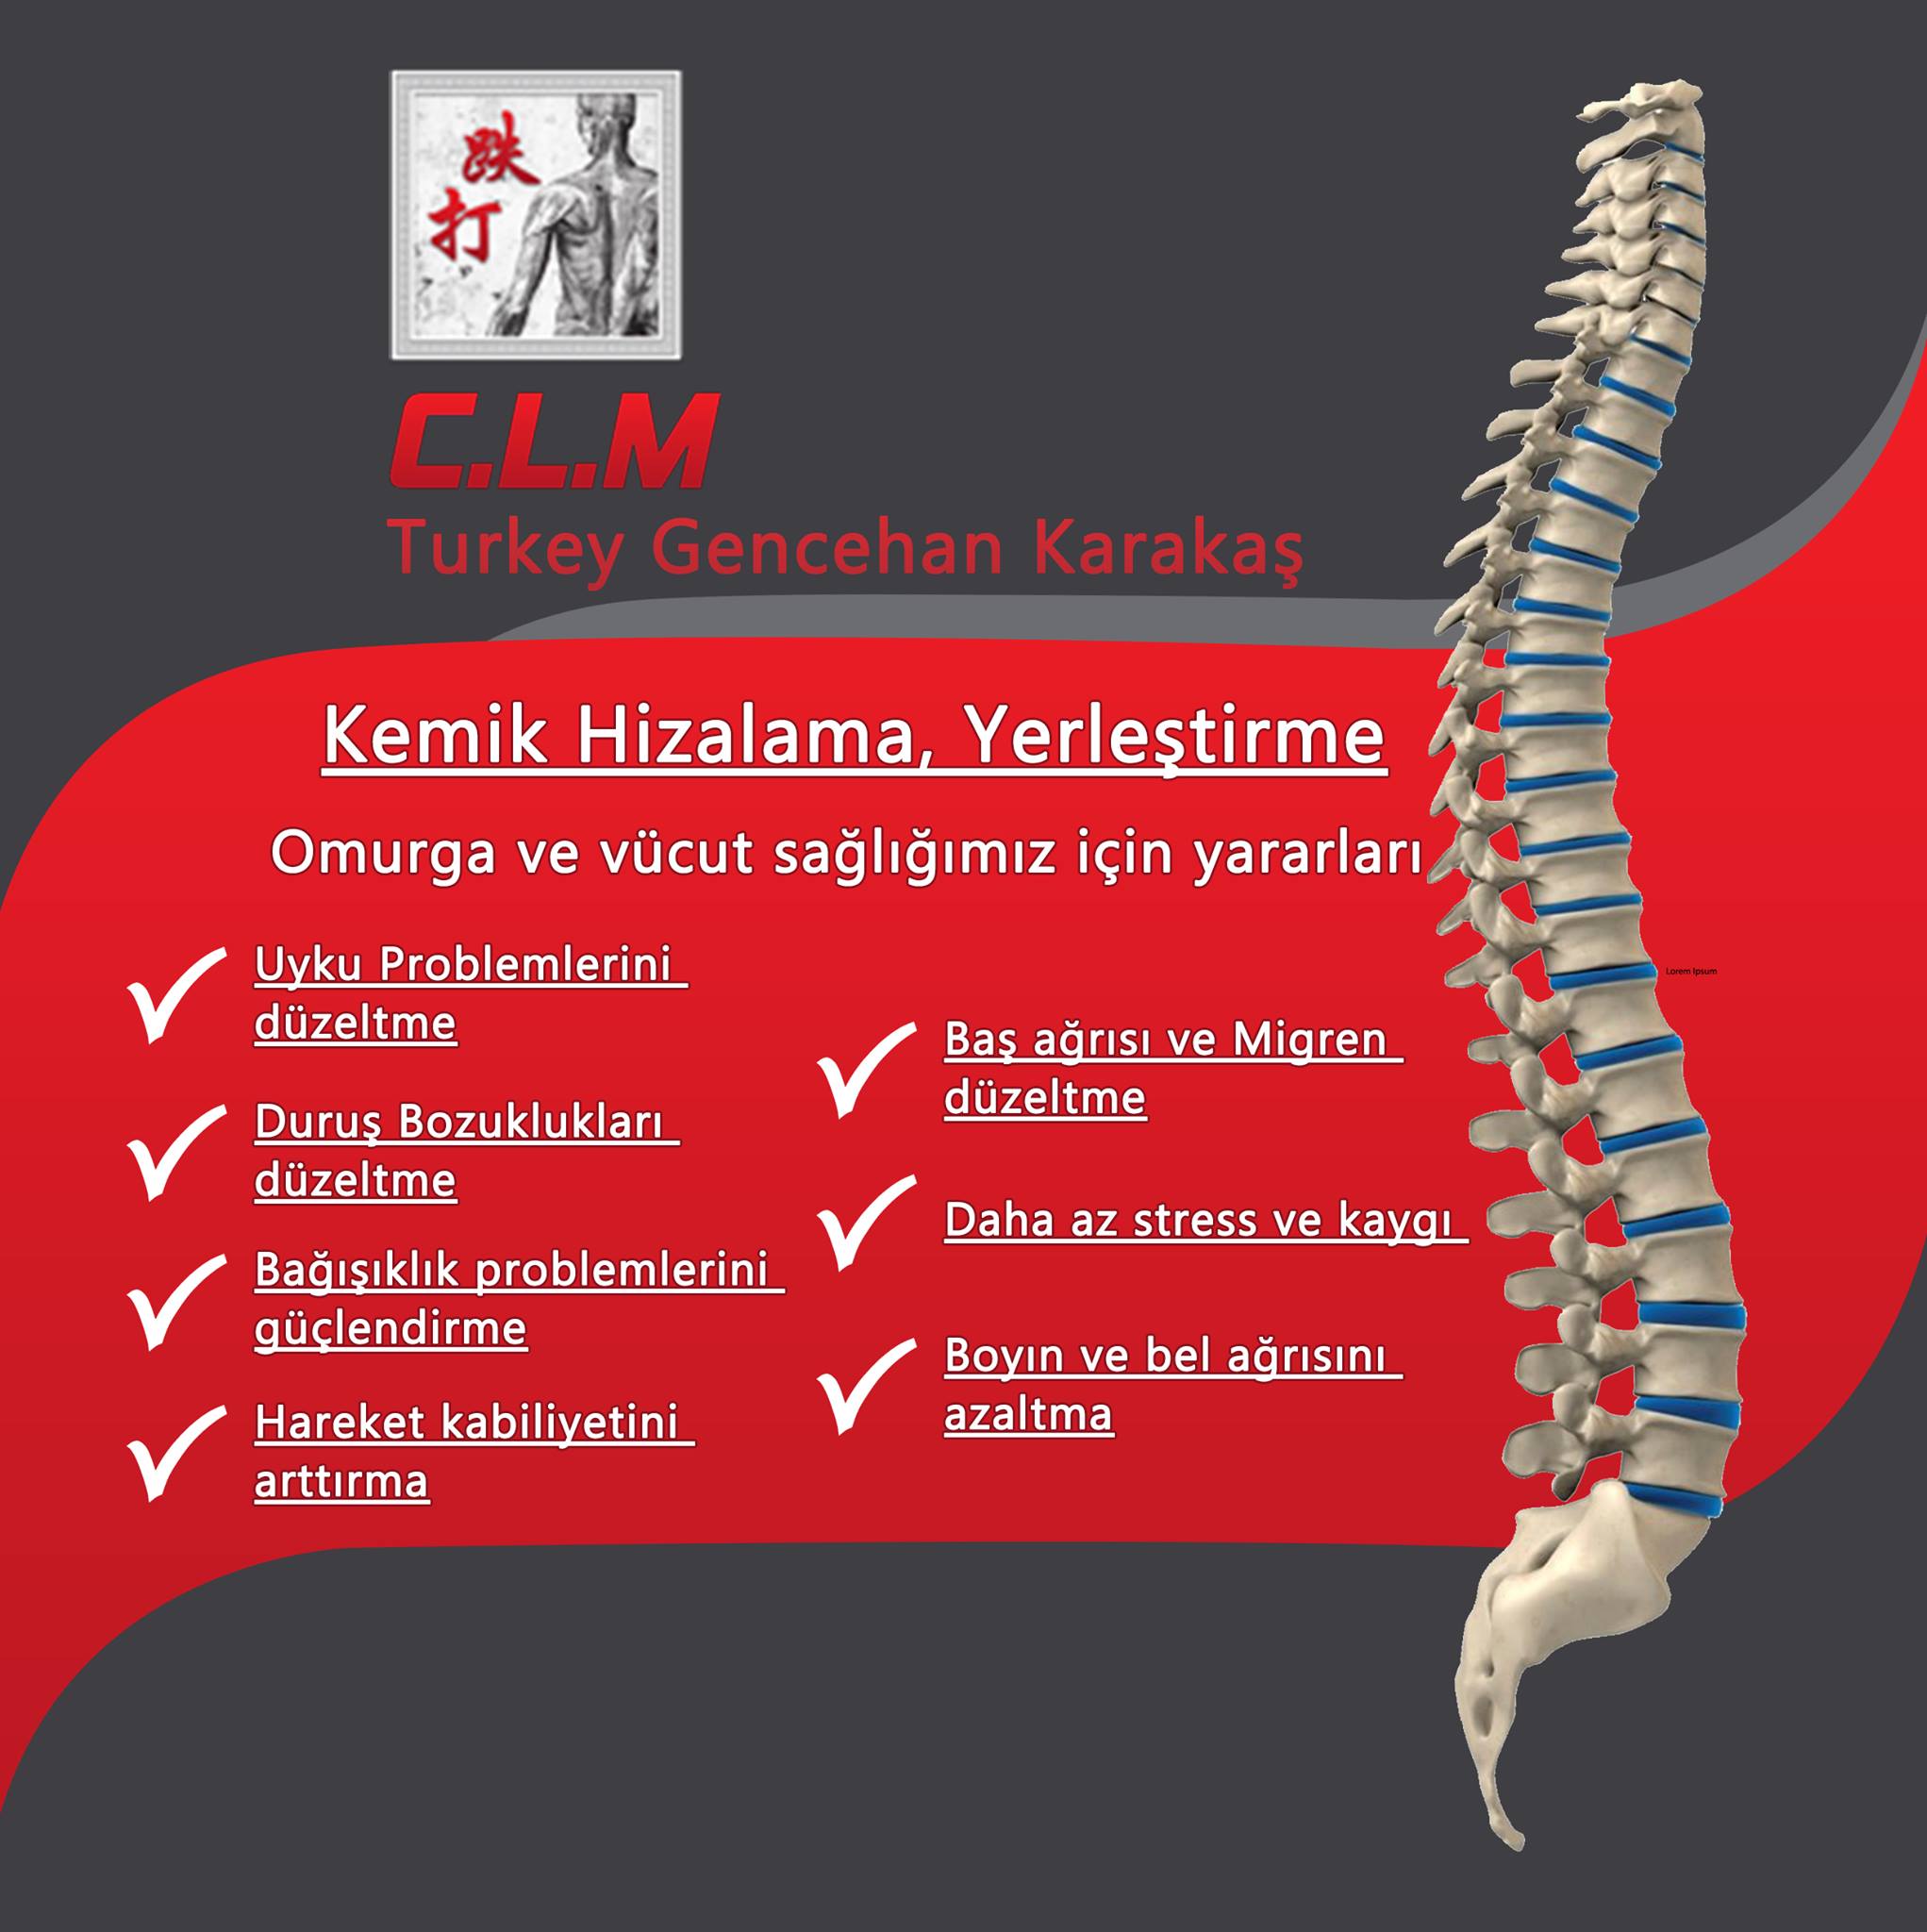 跌
打
C.L.M
Turkey Gencehan Karakaş
Kemik Hizalama, Yerleştirme
Omurga ve vücut sağlığımız için yararları
Uyku Problemlerini
düzeltme
Duruş Bozuklukları
düzeltme
Bağışıklık problemlerini
güçlendirme
Hareket kabiliyetini
arttırma
Baş ağrısı ve Migren
düzeltme
Daha az stress ve kaygı
Boyın ve bel ağrısını
azaltma
Lorem Ipsum